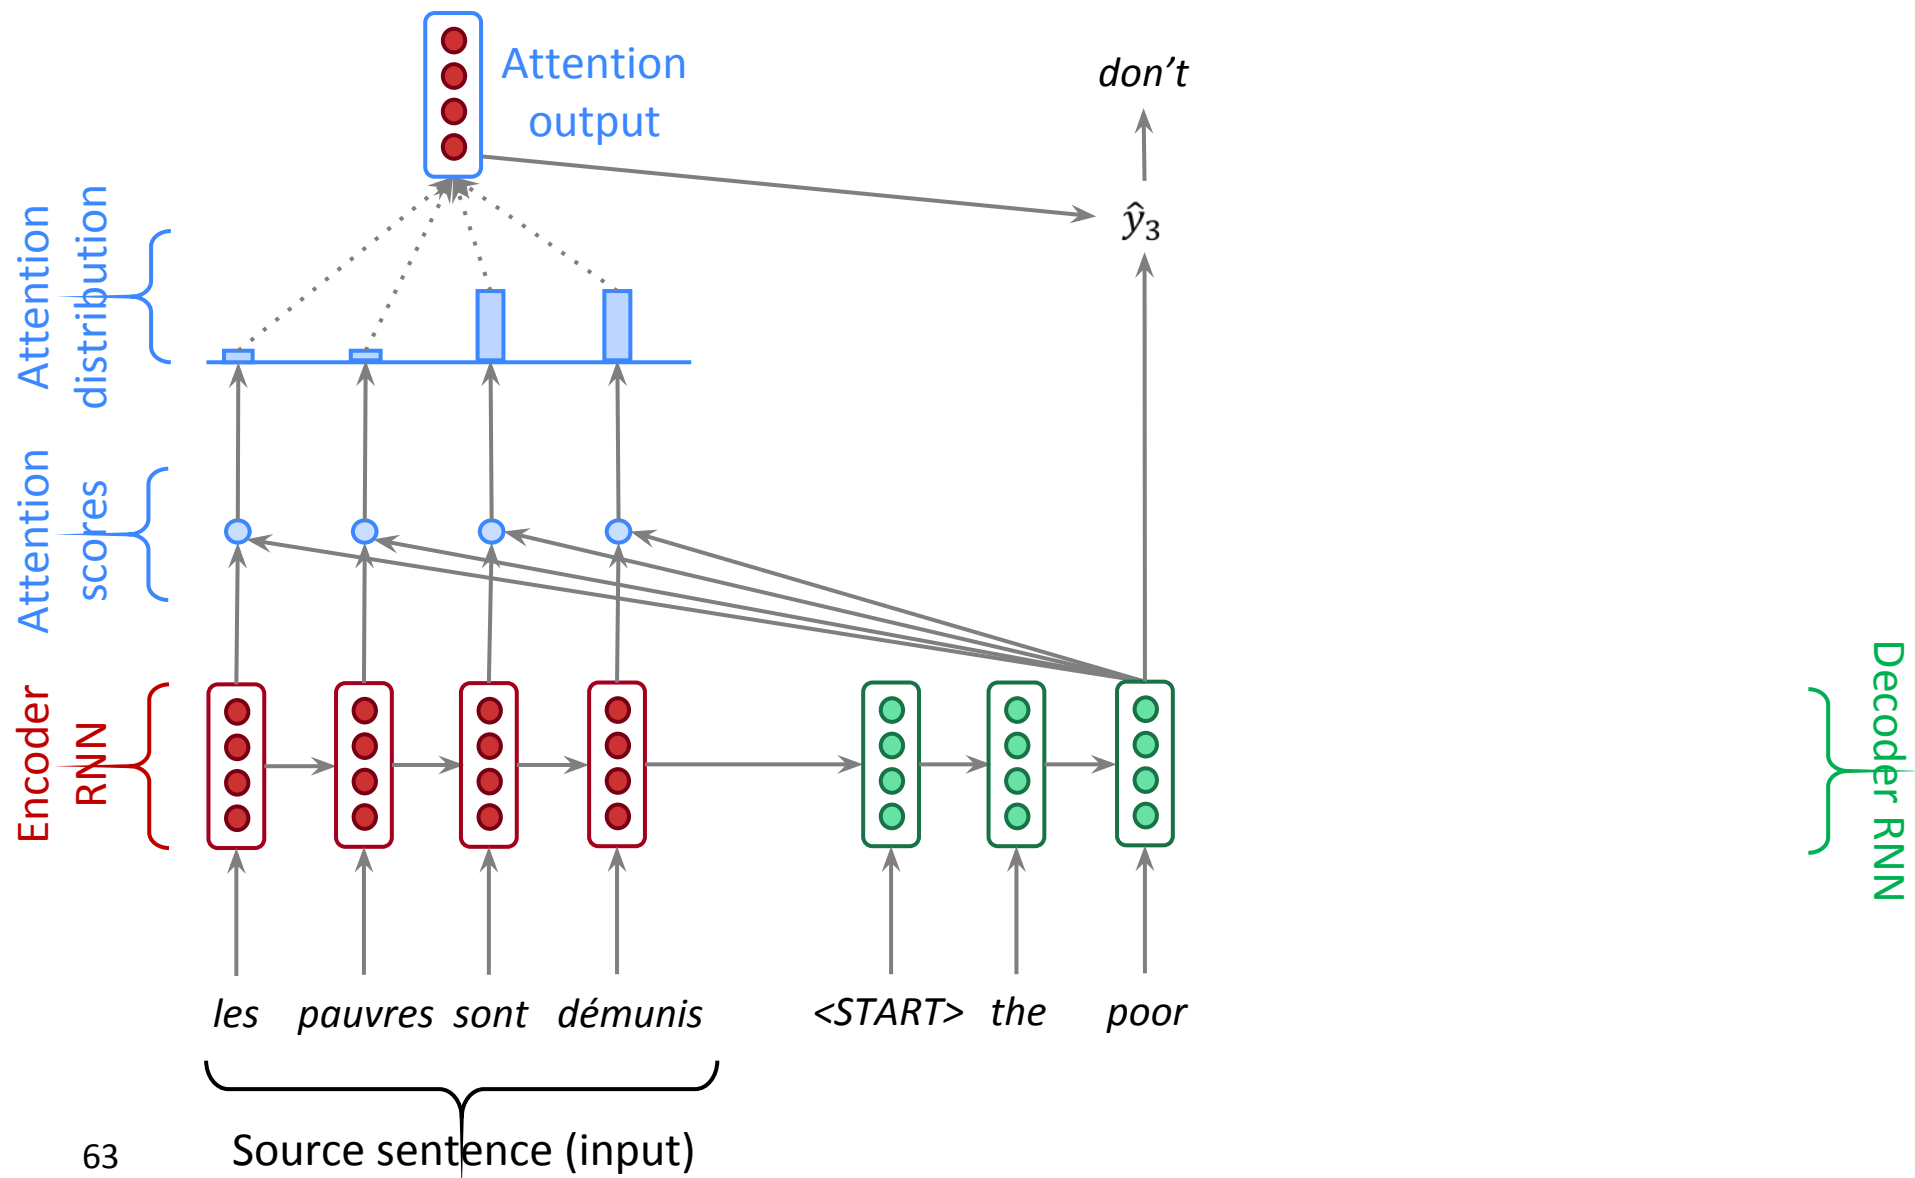 Attention
output
don’t
Attention
distribution
ŷ₃
Attention
scores
Encoder
RNN
Decoder RNN
les pauvres sont démunis <START> the poor
Source sentence (input)
63